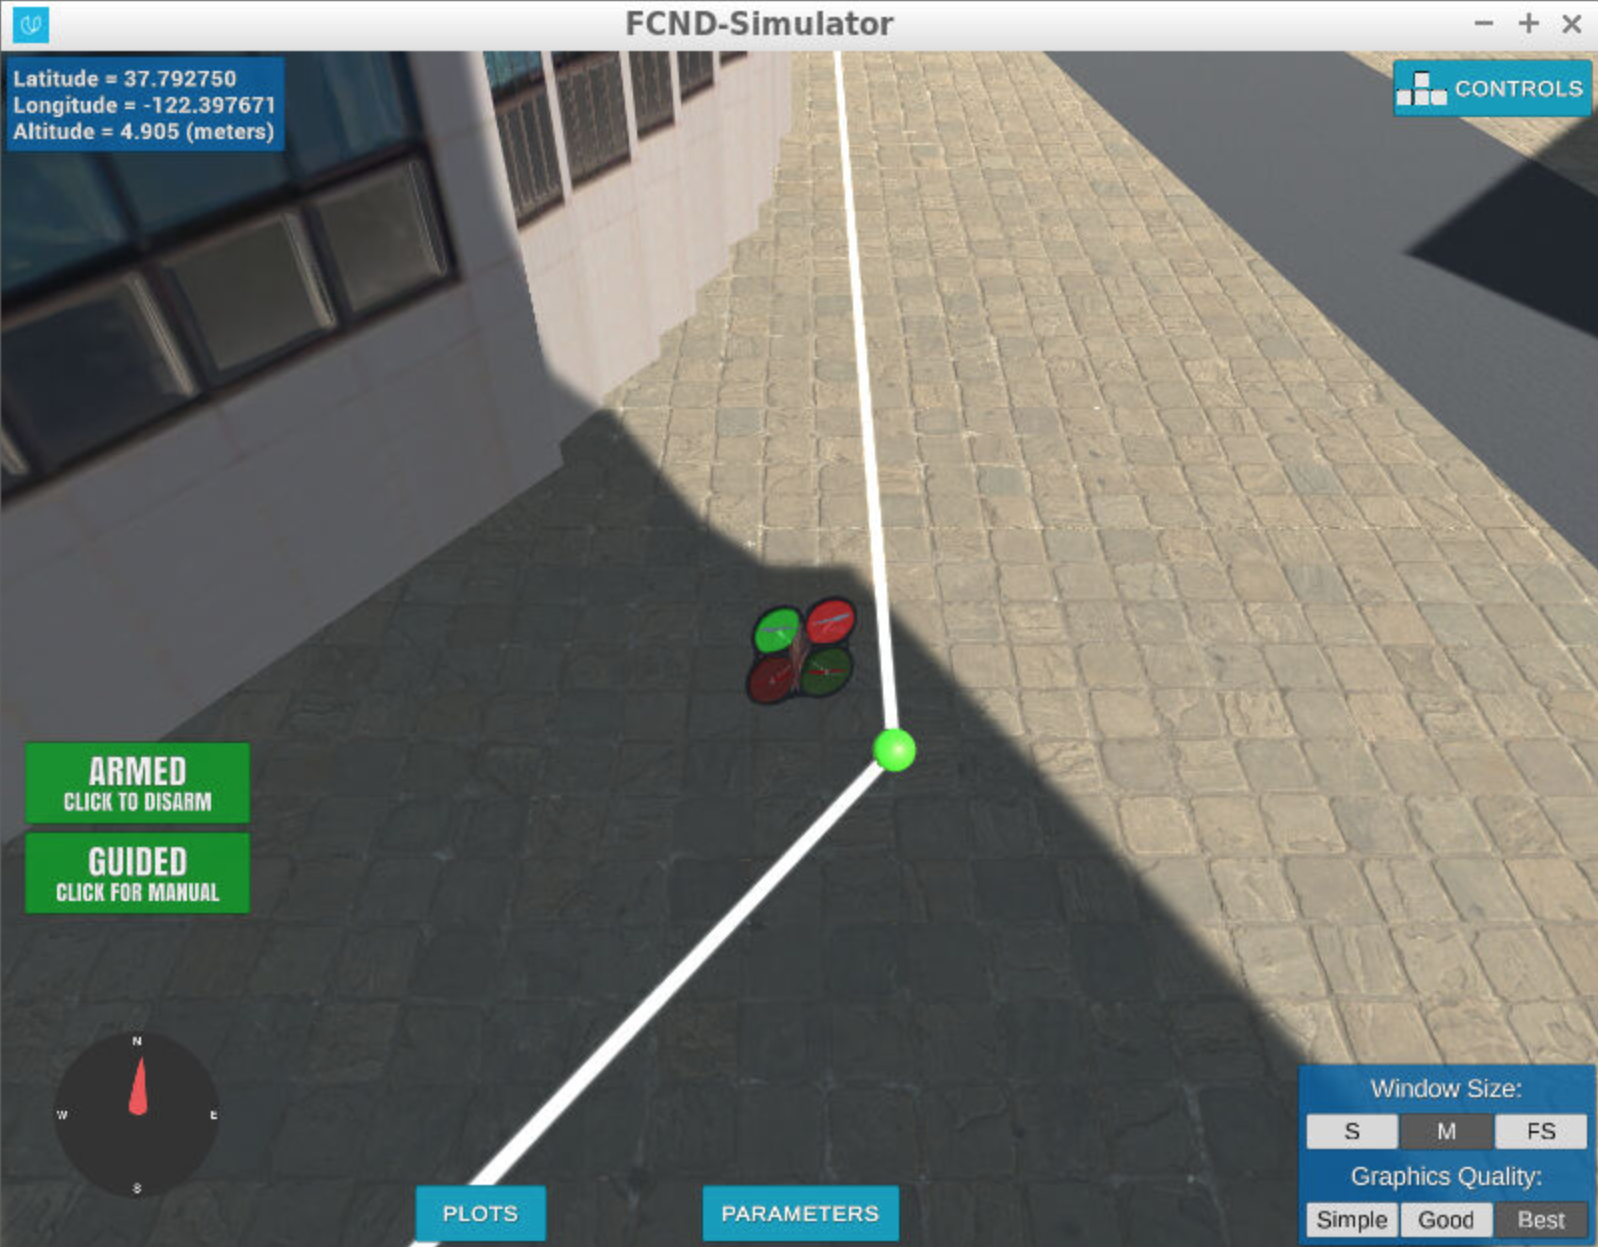 FCND-Simulator
Latitude = 37.792750
Longitude = -122.397671
Altitude = 4.905 (meters)
CONTROLS
ARMED
CLICK TO DISARM
GUIDED
CLICK FOR MANUAL
N
W E
S
PLOTS
PARAMETERS
Window Size:
S M FS
Graphics Quality:
Simple Good Best